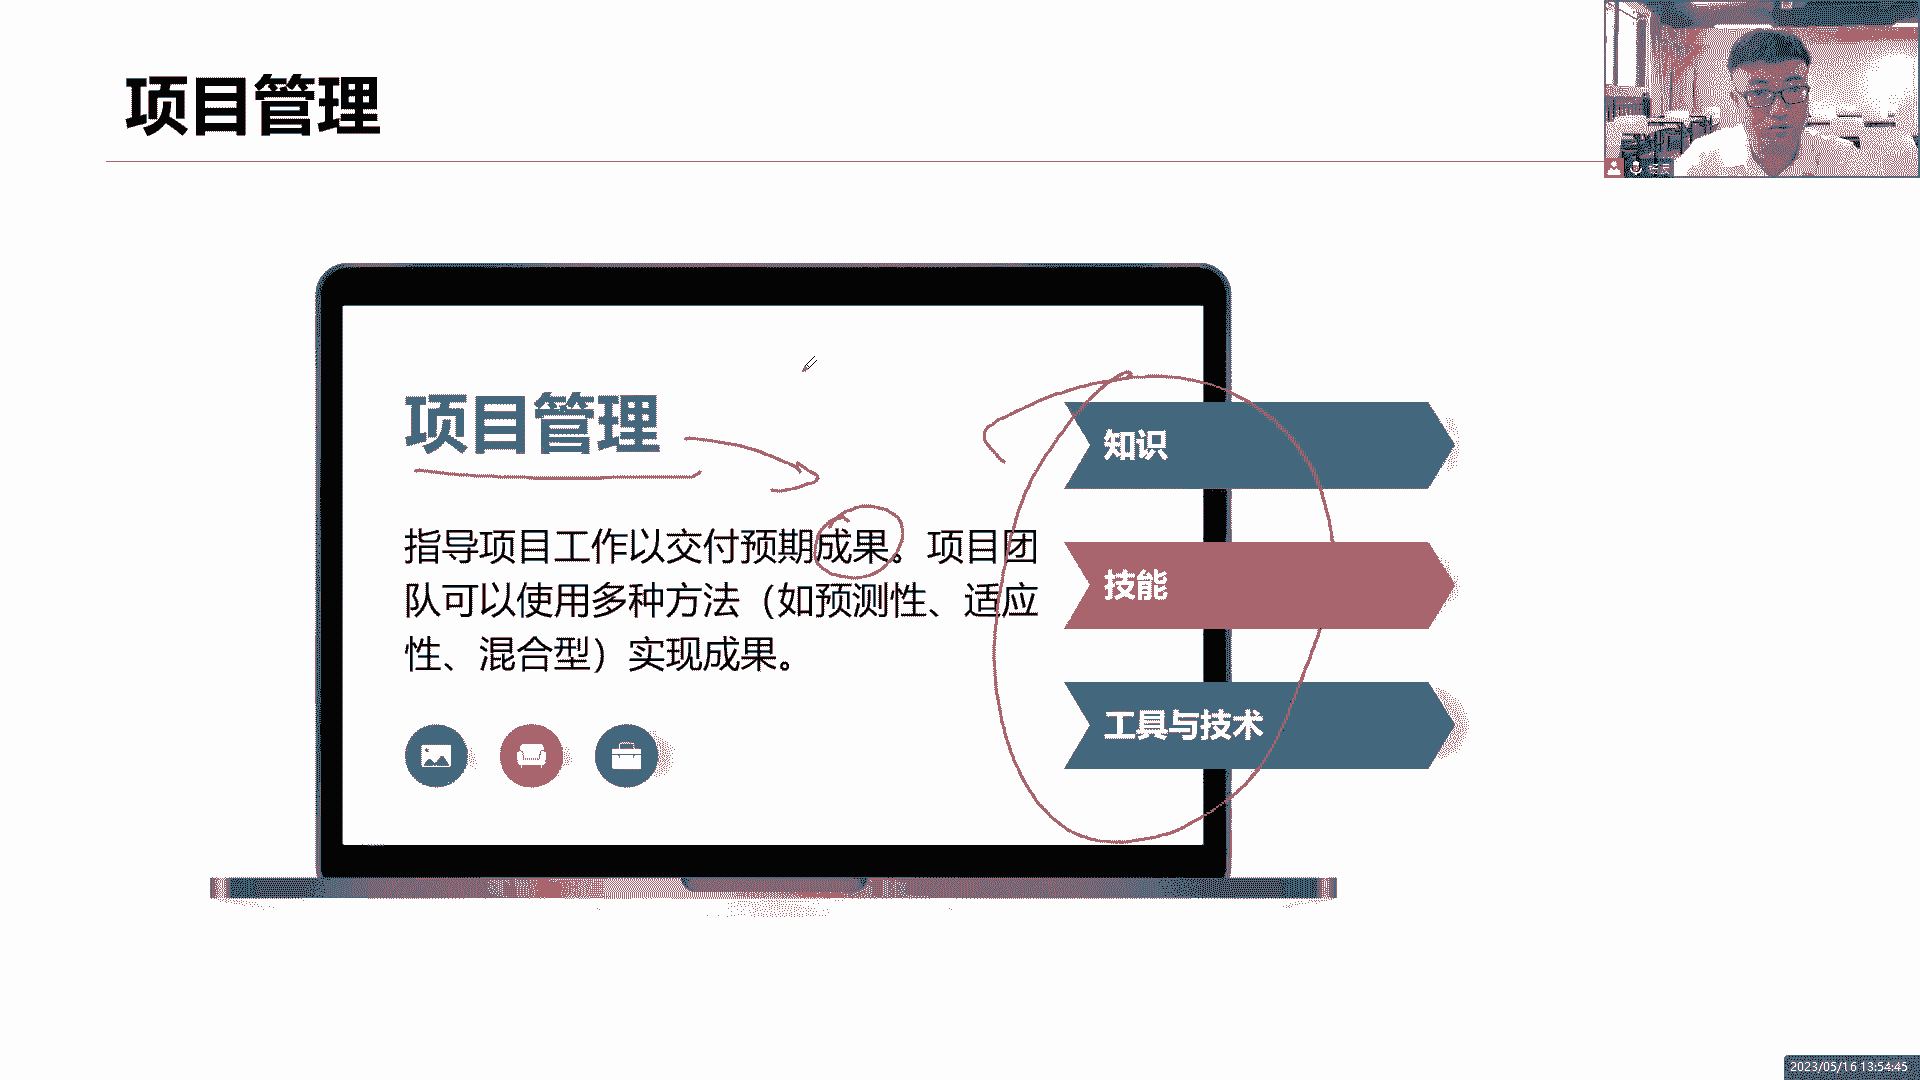 项目管理
项目管理
指导项目工作以交付预期成果。项目团
队可以使用多种方法（如预测性、适应
性、混合型）实现成果。
知识
技能
工具与技术
2023/05/16 13:54:45